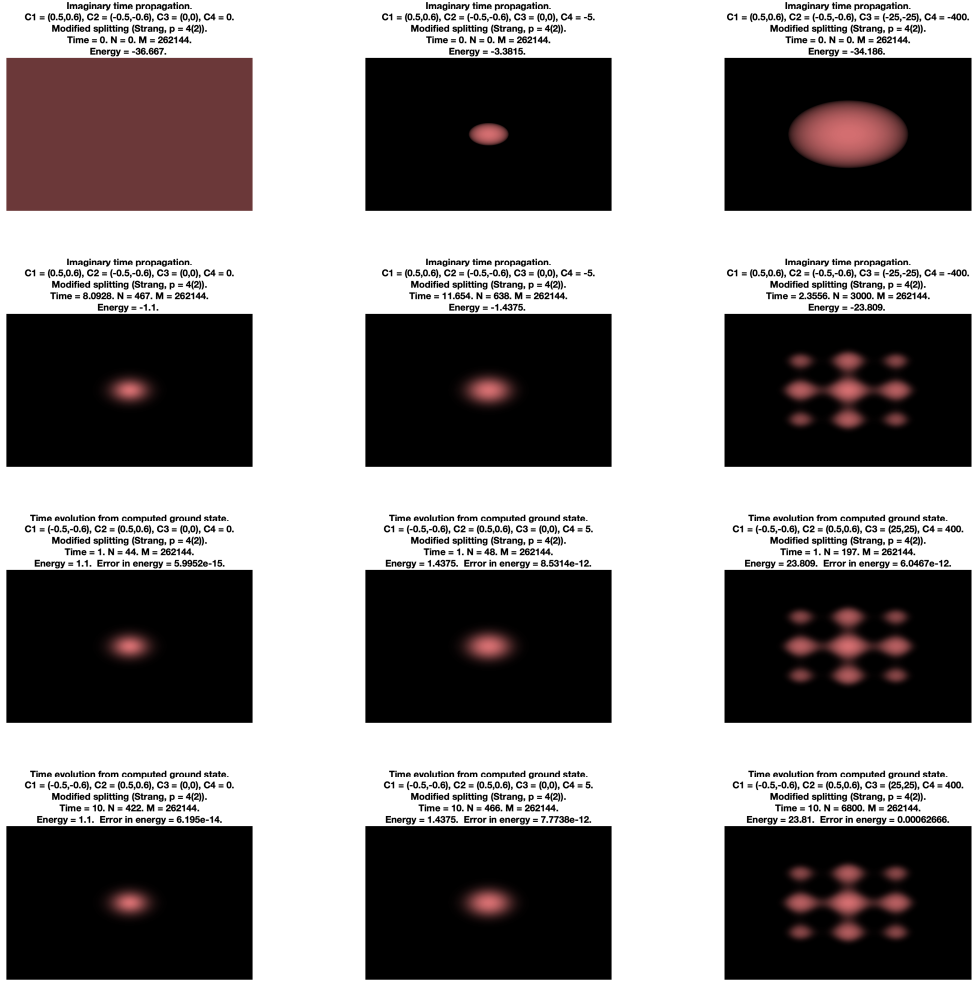 Imaginary time propagation.
C1 = (0.5,0.6), C2 = (-0.5,-0.6), C3 = (0,0), C4 = 0.
Modified splitting (Strang, p = 4(2)).
Time = 0. N = 0. M = 262144.
Energy = -36.667.
Imaginary time propagation.
C1 = (0.5,0.6), C2 = (-0.5,-0.6), C3 = (0,0), C4 = -5.
Modified splitting (Strang, p = 4(2)).
Time = 0. N = 0. M = 262144.
Energy = -3.3815.
Imaginary time propagation.
C1 = (0.5,0.6), C2 = (-0.5,-0.6), C3 = (-25,-25), C4 = -400.
Modified splitting (Strang, p = 4(2)).
Time = 0. N = 0. M = 262144.
Energy = -34.186.
Imaginary time propagation.
C1 = (0.5,0.6), C2 = (-0.5,-0.6), C3 = (0,0), C4 = 0.
Modified splitting (Strang, p = 4(2)).
Time = 8.0928. N = 467. M = 262144.
Energy = -1.1.
Imaginary time propagation.
C1 = (0.5,0.6), C2 = (-0.5,-0.6), C3 = (0,0), C4 = -5.
Modified splitting (Strang, p = 4(2)).
Time = 11.654. N = 638. M = 262144.
Energy = -1.4375.
Imaginary time propagation.
C1 = (0.5,0.6), C2 = (-0.5,-0.6), C3 = (-25,-25), C4 = -400.
Modified splitting (Strang, p = 4(2)).
Time = 2.3556. N = 3000. M = 262144.
Energy = -23.809.
Time evolution from computed ground state.
C1 = (-0.5,-0.6), C2 = (0.5,0.6), C3 = (0,0), C4 = 0.
Modified splitting (Strang, p = 4(2)).
Time = 1. N = 44. M = 262144.
Energy = 1.1. Error in energy = 5.9952e-15.
Time evolution from computed ground state.
C1 = (-0.5,-0.6), C2 = (0.5,0.6), C3 = (0,0), C4 = 5.
Modified splitting (Strang, p = 4(2)).
Time = 1. N = 48. M = 262144.
Energy = 1.4375. Error in energy = 8.5314e-12.
Time evolution from computed ground state.
C1 = (-0.5,-0.6), C2 = (0.5,0.6), C3 = (25,25), C4 = 400.
Modified splitting (Strang, p = 4(2)).
Time = 1. N = 197. M = 262144.
Energy = 23.809. Error in energy = 6.0467e-12.
Time evolution from computed ground state.
C1 = (-0.5,-0.6), C2 = (0.5,0.6), C3 = (0,0), C4 = 0.
Modified splitting (Strang, p = 4(2)).
Time = 10. N = 422. M = 262144.
Energy = 1.1. Error in energy = 6.195e-14.
Time evolution from computed ground state.
C1 = (-0.5,-0.6), C2 = (0.5,0.6), C3 = (0,0), C4 = 5.
Modified splitting (Strang, p = 4(2)).
Time = 10. N = 466. M = 262144.
Energy = 1.4375. Error in energy = 7.7738e-12.
Time evolution from computed ground state.
C1 = (-0.5,-0.6), C2 = (0.5,0.6), C3 = (25,25), C4 = 400.
Modified splitting (Strang, p = 4(2)).
Time = 10. N = 6800. M = 262144.
Energy = 23.81. Error in energy = 0.00062666.